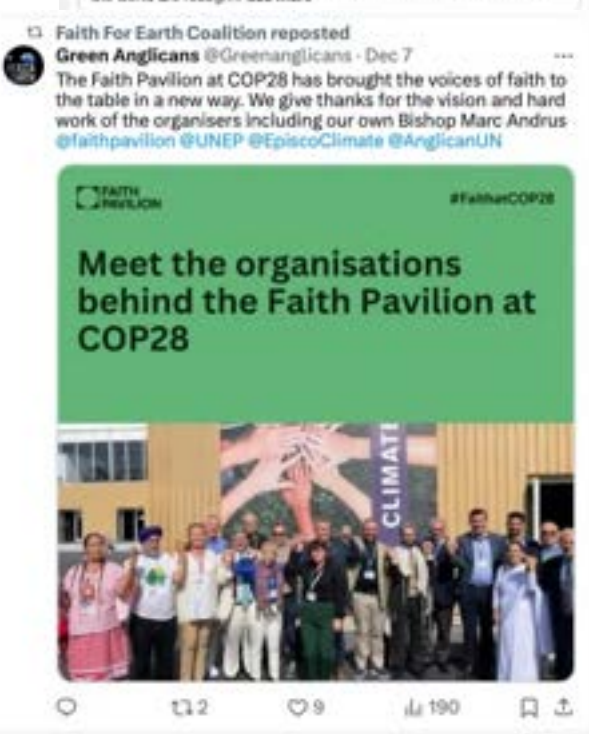 Faith For Earth Coalition reposted
Green Anglicans @Greenanglicans · Dec 7
The Faith Pavilion at COP28 has brought the voices of faith to
the table in a new way. We give thanks for the vision and hard
work of the organisers including our own Bishop Marc Andrus
@faithpavilion @UNEP @EpiscoClimate @AnglicanUN
FAITH
PAVILION
#FaithatCOP28
Meet the organisations
behind the Faith Pavilion at
COP28
CLIMATE
2
9
190